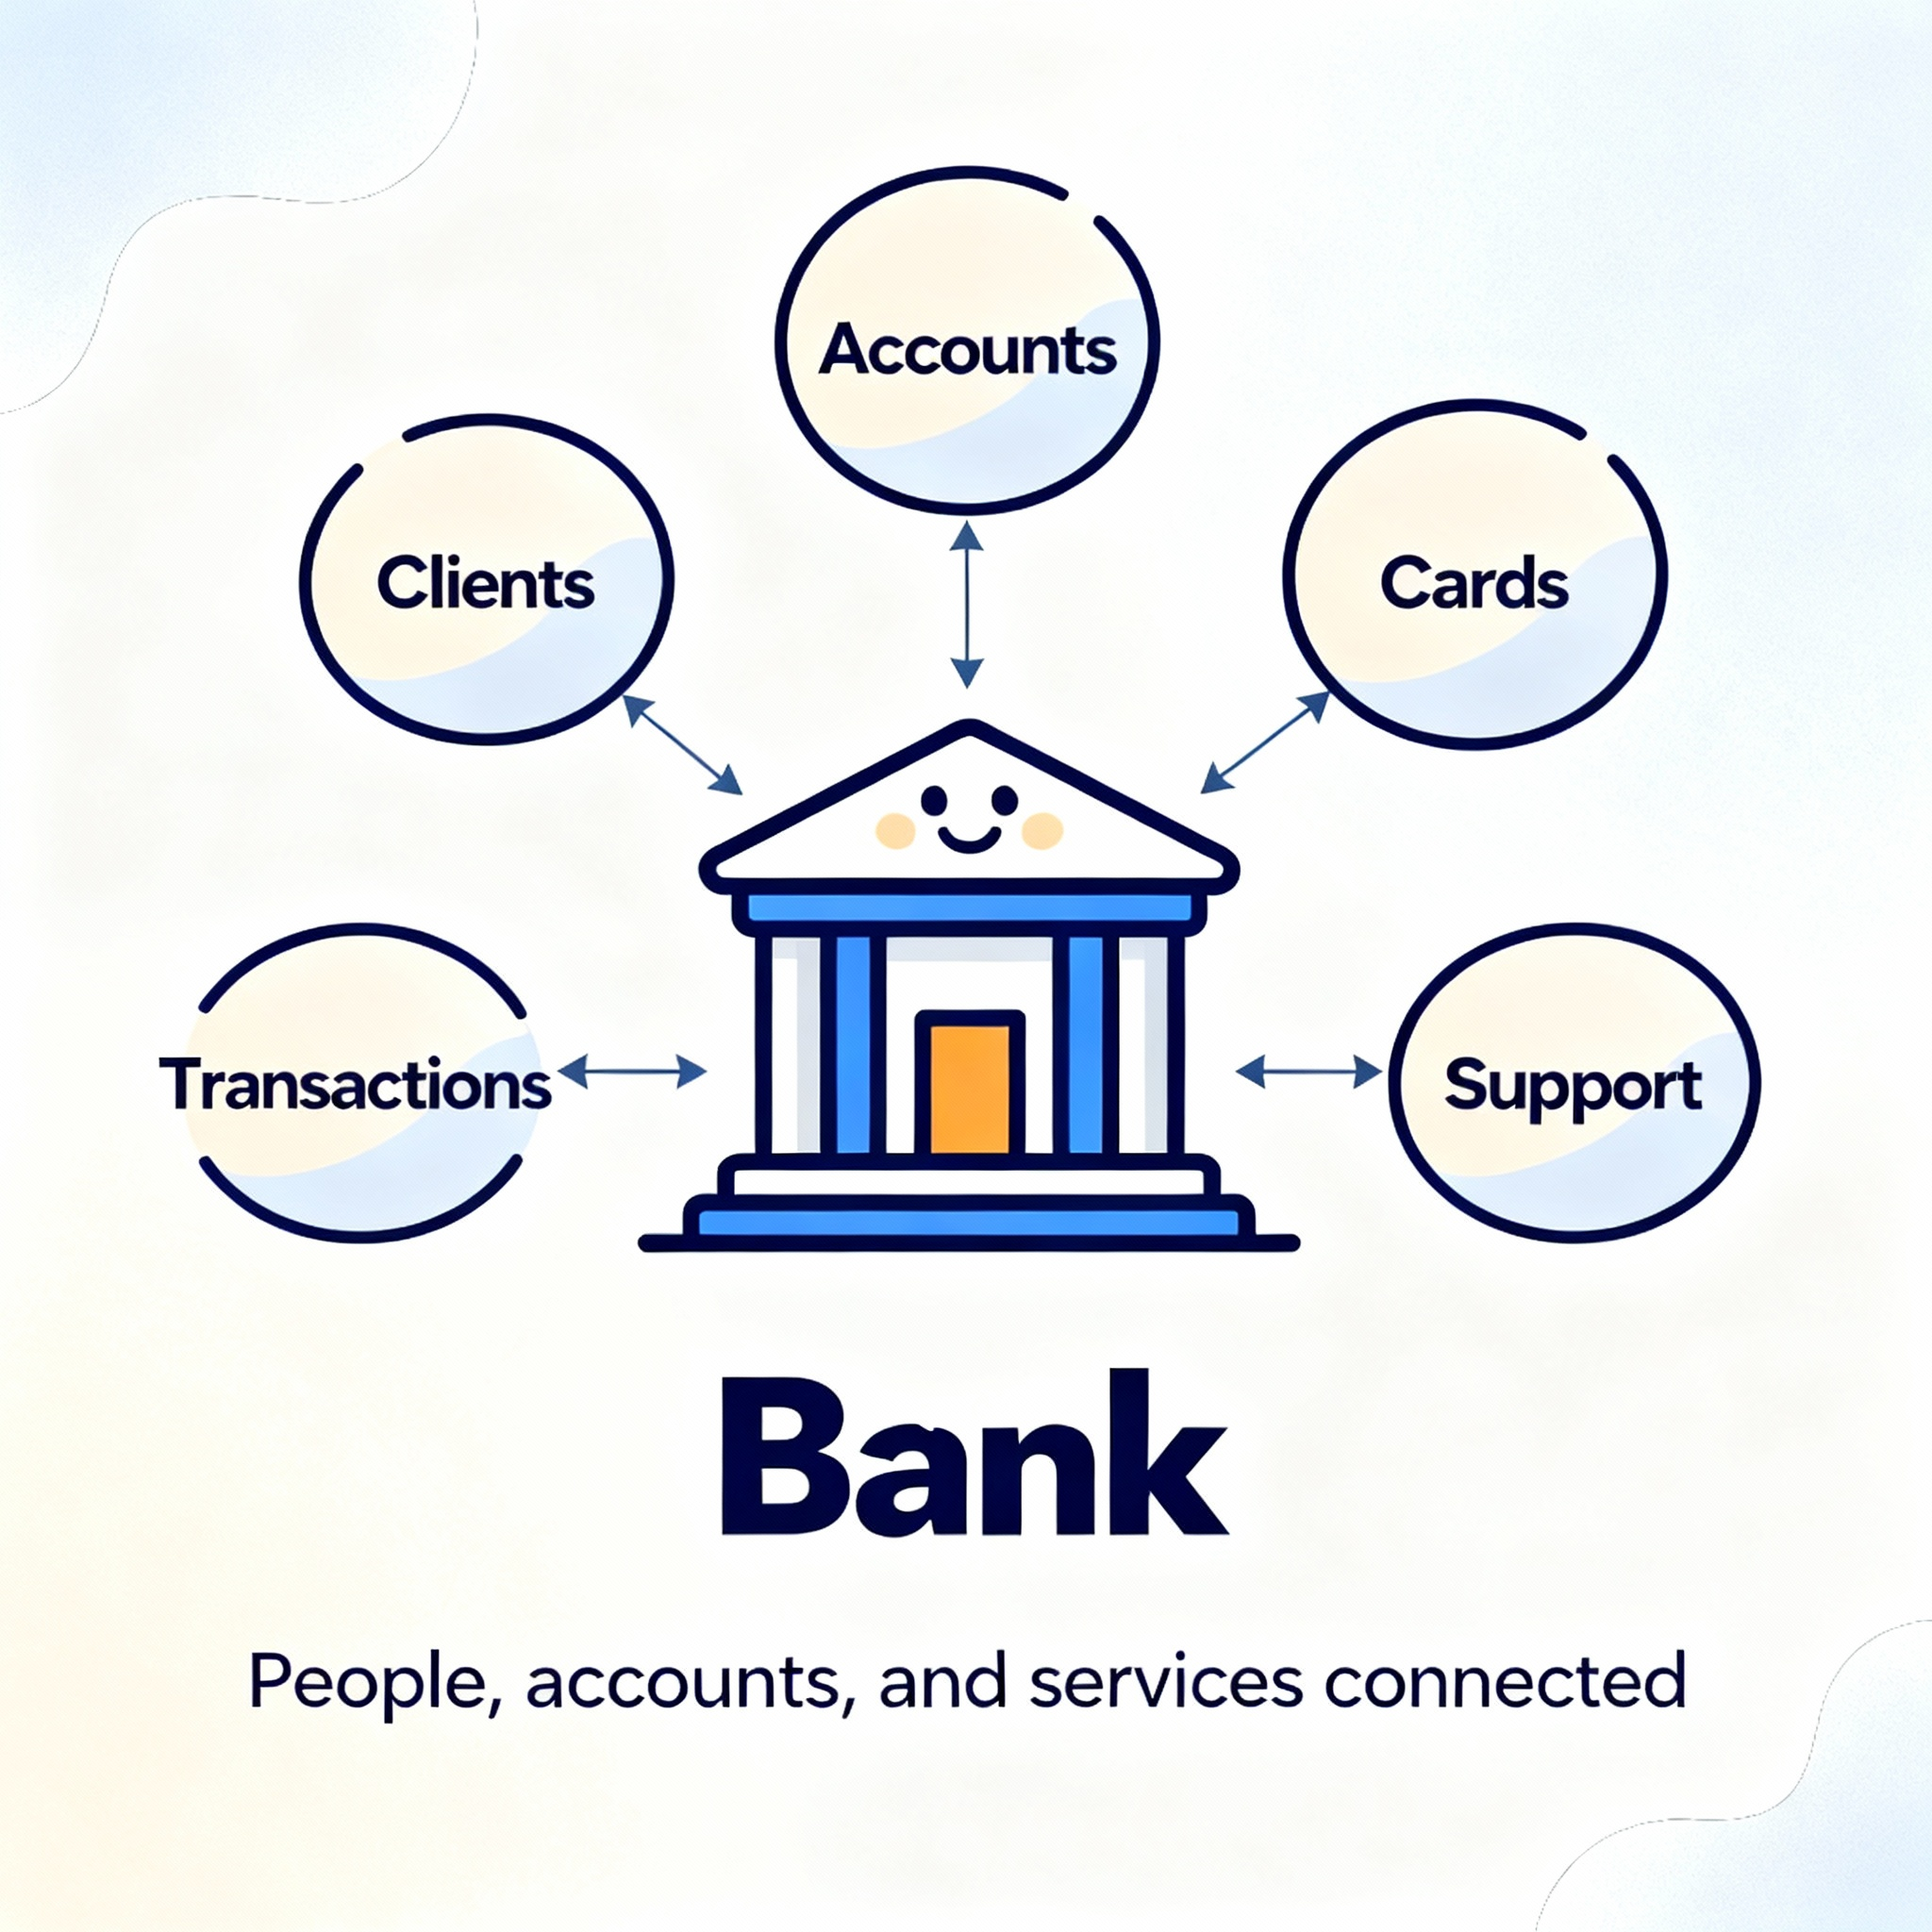 Accounts
Clients
Cards
Transactions
Support
Bank
People, accounts, and services connected